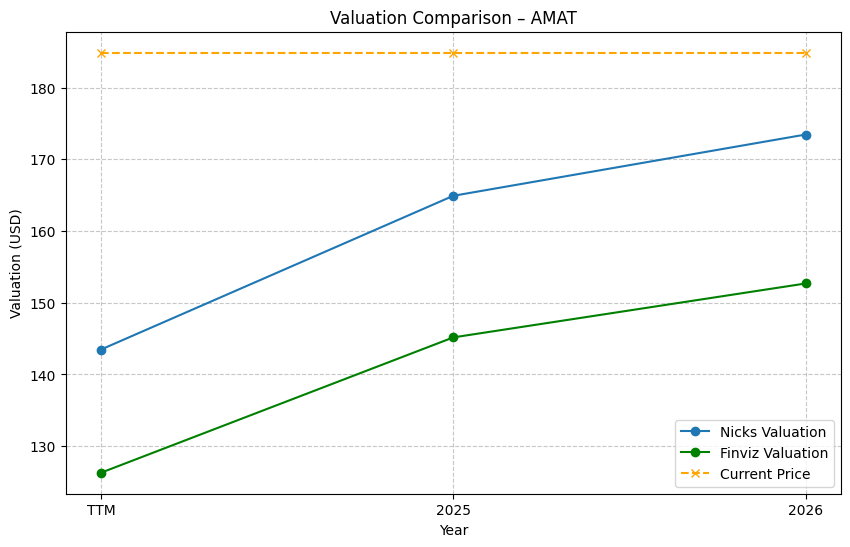 Valuation Comparison – AMAT
Valuation (USD)
180
170
160
150
140
130
TTM
2025
2026
Year
Nicks Valuation
Finviz Valuation
Current Price